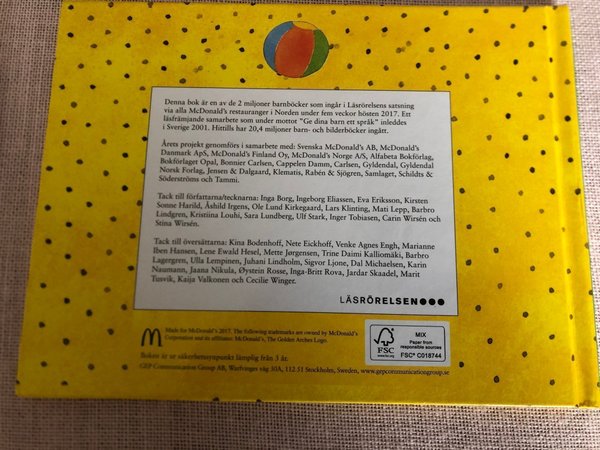 Denna bok är en av de 2 miljoner barnböcker som ingår i Läsrörelsens satsning
via alla McDonald's restauranger i Norden under fem veckor hösten 2017. Ett
läsfrämjande samarbete som under mottot "Ge dina barn ett språk" inleddes
i Sverige 2001. Hittills har 20,4 miljoner barn- och bilderböcker ingått.
Årets projekt genomförs i samarbete med: Svenska McDonald's AB, McDonald's
Danmark ApS, McDonald's Finland Oy, McDonald's Norge A/S, Alfabeta Bokförlag,
Bokförlaget Opal, Bonnier Carlsen, Cappelen Damm, Carlsen, Gyldendal, Gyldendal
Norsk Forlag, Jensen & Dalgaard, Klematis, Rabén & Sjögren, Samlaget, Schildts &
Söderströms och Tammi.
Tack till författarna/tecknarna: Inga Borg, Ingeborg Eliassen, Eva Eriksson, Kirsten
Sonne Harild, Åshild Irgens, Ole Lund Kirkegaard, Lars Klinting, Mati Lepp, Barbro
Lindgren, Kristiina Louhi, Sara Lundberg, Ulf Stark, Inger Tobiasen, Carin Wirsén och
Stina Wirsén.
Tack till översättarna: Kina Bodenhoff, Nete Eickhoff, Venke Agnes Engh, Marianne
Iben Hansen, Lene Ewald Hesel, Mette Jørgensen, Trine Daimi Kalliomäki, Barbro
Lagergren, Ulla Lempinen, Juhani Lindholm, Sigvor Ljone, Dal Michaelsen, Karin
Naumann, Jaana Nikula, Øystein Rosse, Inga-Britt Rova, Jardar Skaadel, Marit
Tusvik, Kaija Valkonen och Cecilie Winger.
LÄSRÖRELSEN
Made for McDonald's 2017. The following trademarks are owned by McDonald's
Corporation and its affiliates: McDonald's, The Golden Arches Logo.
Boken är ur säkerhetssynpunkt lämplig från 3 år.
GEP Communication Group AB, Warfvinges väg 30A, 112 51 Stockholm, Sweden, www.gepcommunicationgroup.se
FSC
www.fsc.org
MIX
Paper from
responsible sources
FSC® C018744